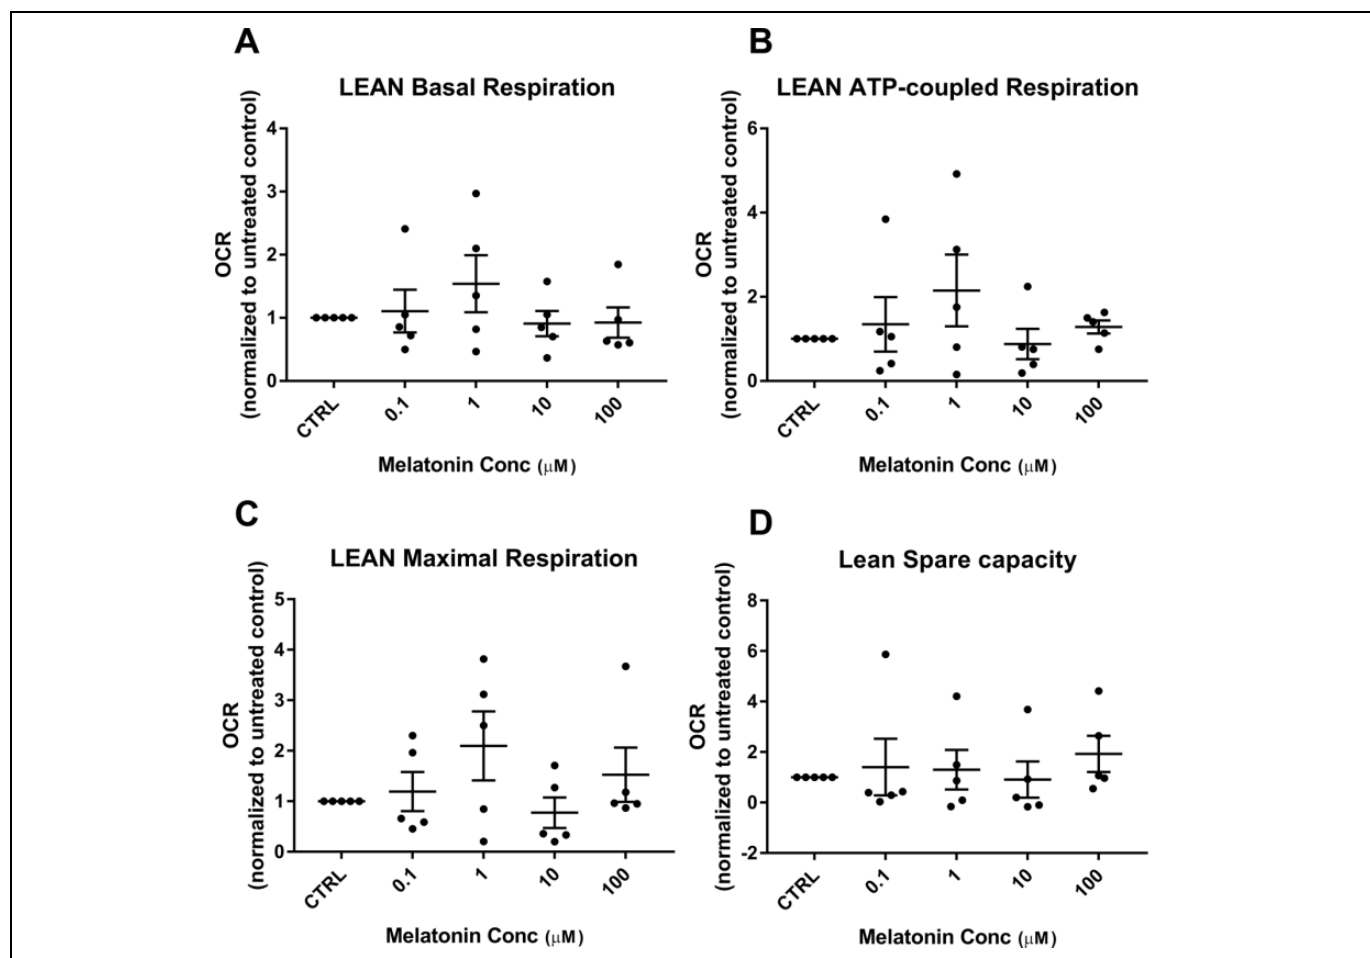 A
LEAN Basal Respiration
OCR
(normalized to untreated control)
4
3
2
1
0
CTRL
0.1
1
10
100
Melatonin Conc (μM)
B
LEAN ATP-coupled Respiration
OCR
(normalized to untreated control)
6
4
2
0
CTRL
0.1
1
10
100
Melatonin Conc (μM)
C
LEAN Maximal Respiration
OCR
(normalized to untreated control)
5
4
3
2
1
0
CTRL
0.1
1
10
100
Melatonin Conc (μM)
D
Lean Spare capacity
OCR
(normalized to untreated control)
8
6
4
2
0
-2
CTRL
0.1
1
10
100
Melatonin Conc (μM)